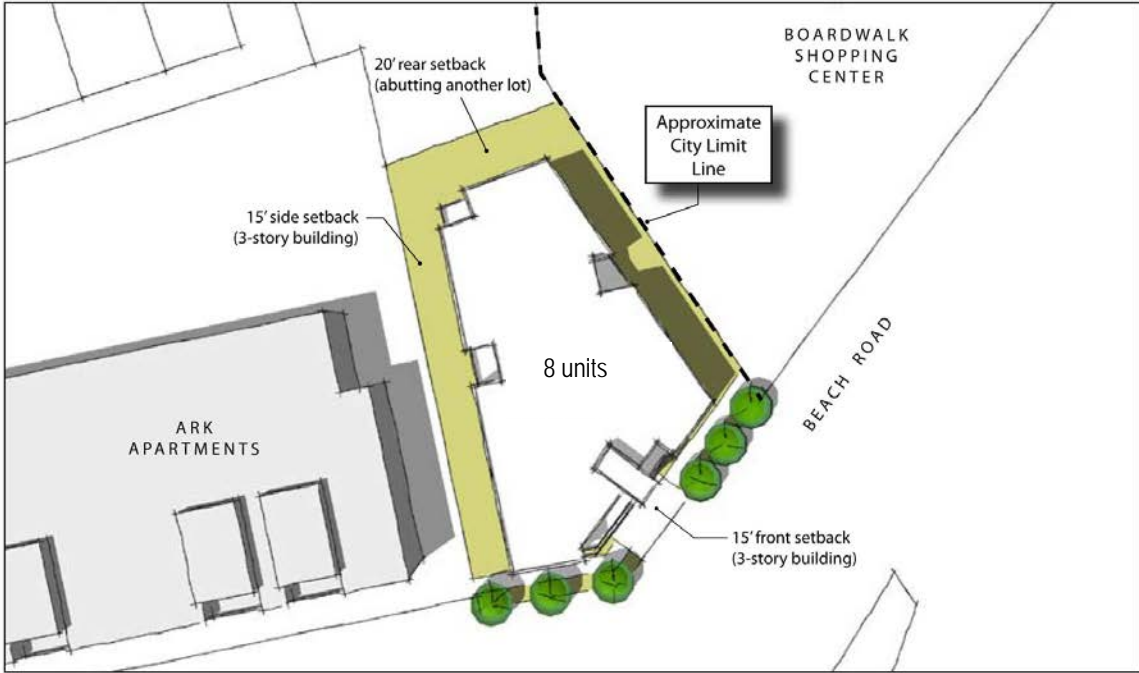 BOARDWALK
SHOPPING
CENTER
20' rear setback
(abutting another lot)
Approximate
City Limit
Line
15' side setback
(3-story building)
8 units
BEACH ROAD
ARK
APARTMENTS
15' front setback
(3-story building)